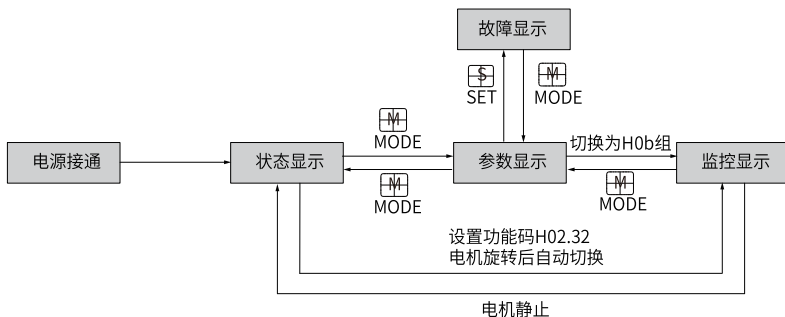 故障显示
S
SET
M
MODE
M
MODE
切换为H0b组
电源接通
状态显示
参数显示
监控显示
M
MODE
M
MODE
设置功能码H02.32
电机旋转后自动切换
电机静止